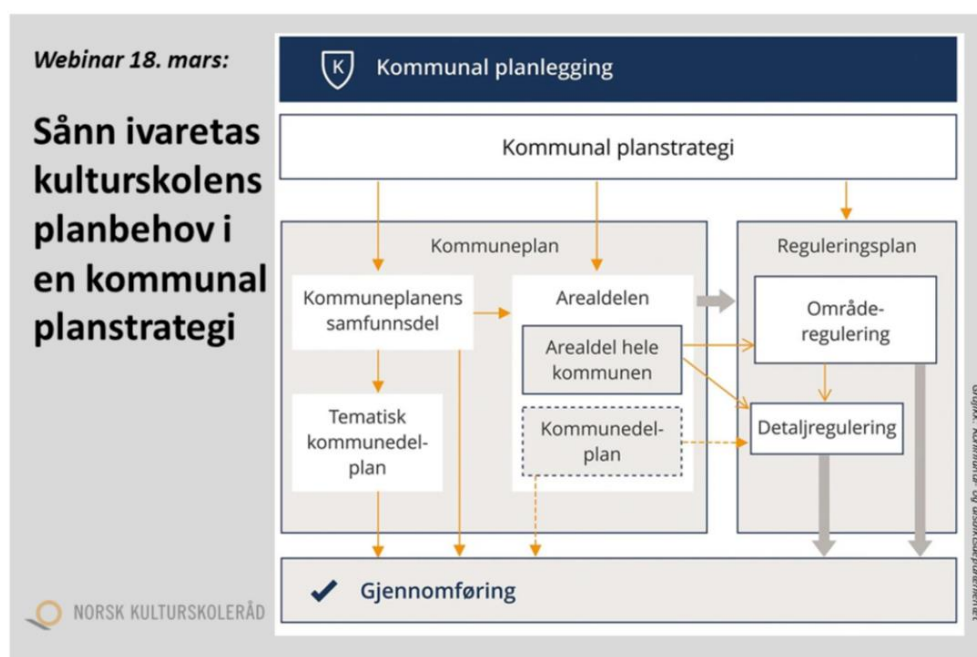 Webinar 18. mars:
Sånn ivaretas
kulturskolens
planbehov i
en kommunal
planstrategi
NORSK KULTURSKOLERÅD
K
Kommunal planlegging
Kommunal planstrategi
Kommuneplan
Kommuneplanens
samfunnsdel
Tematisk
kommunedel-
plan
Arealdelen
Arealdel hele
kommunen
Kommunedel-
plan
Reguleringsplan
Område-
regulering
Detaljregulering
Gjennomføring